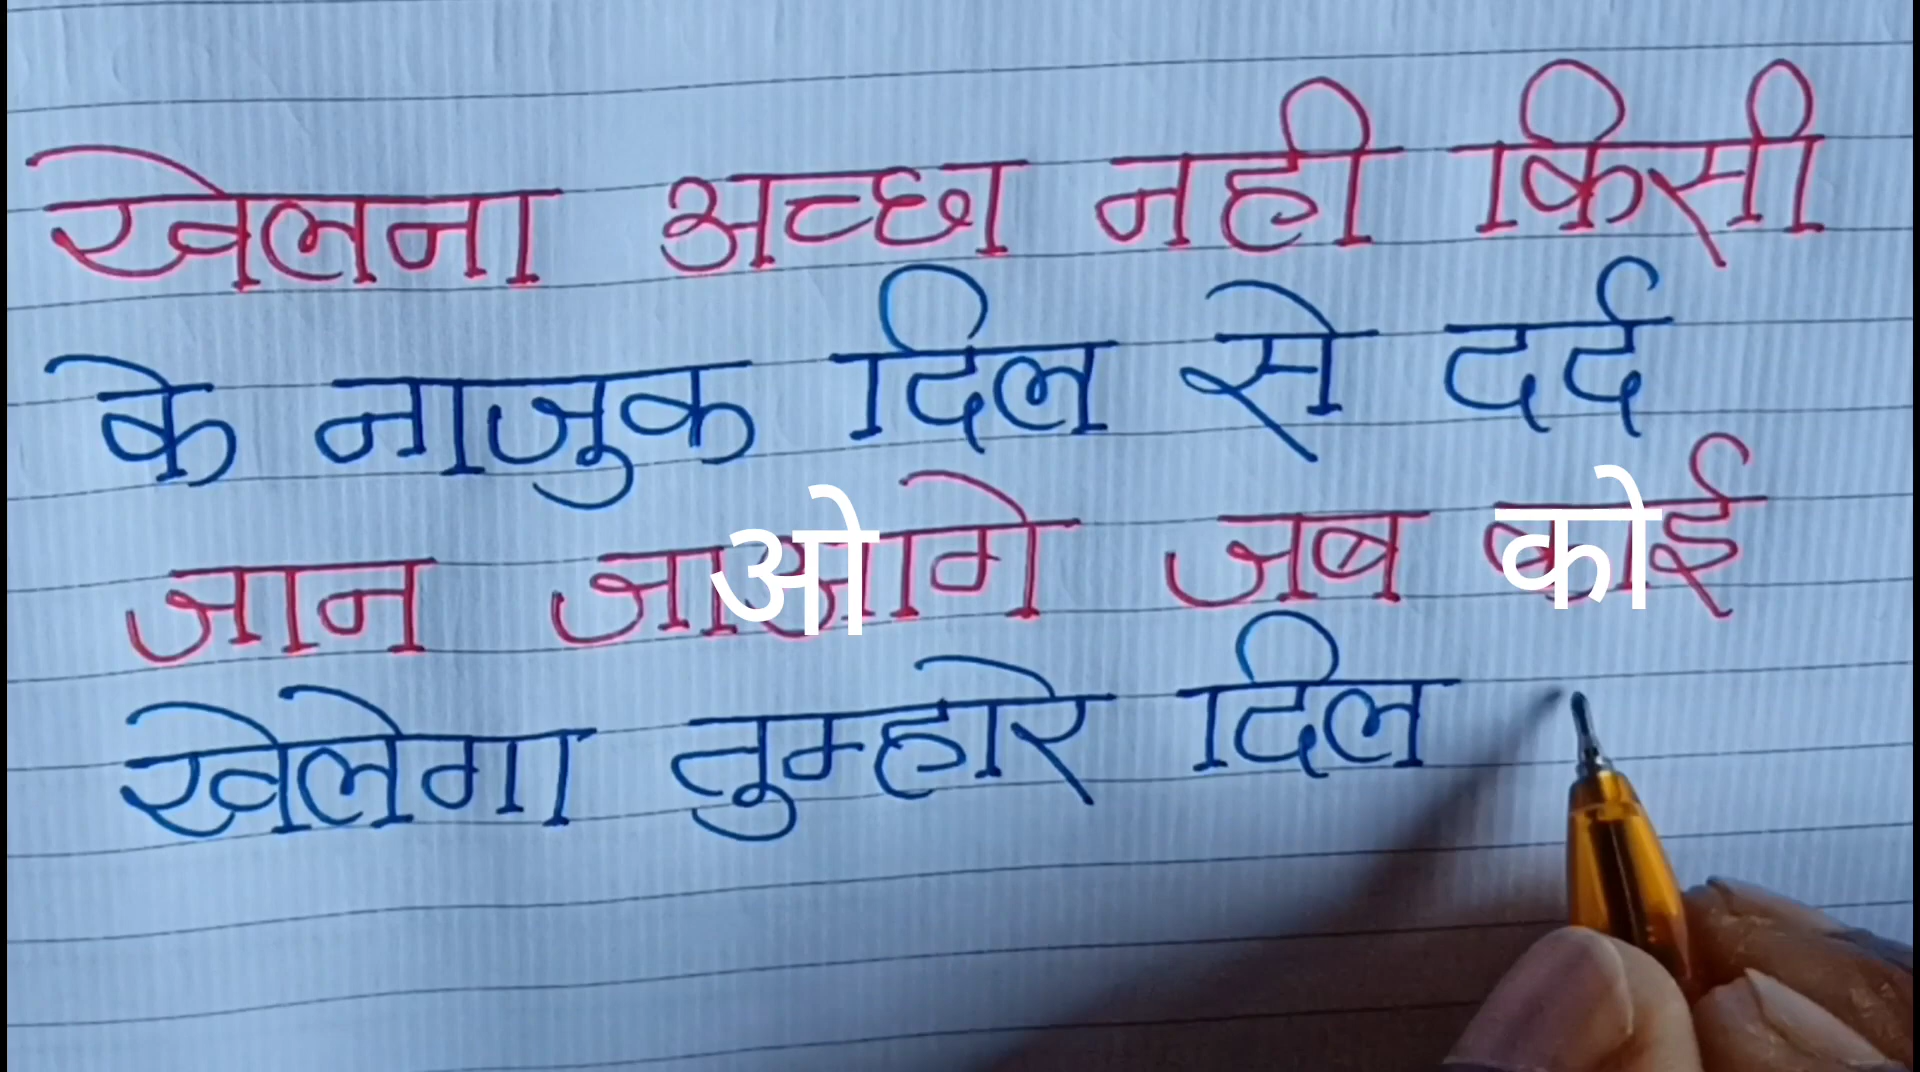 खेलना अच्छा नही किसी
के नाजुक दिल से दर्द
जान जाओगे जब कोई
खेलेगा तुम्हारे दिल